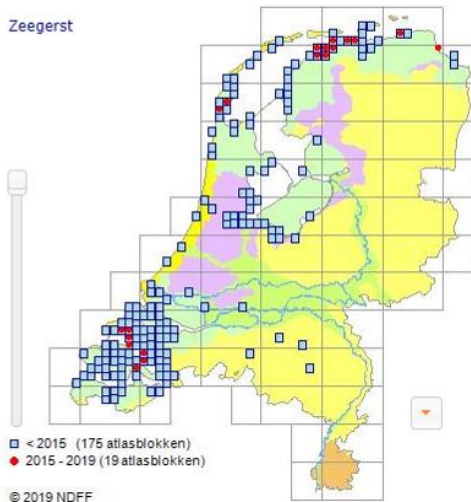 Zeegerst
< 2015 (175 atlasblokken)
2015 - 2019 (19 atlasblokken)
© 2019 NDFF